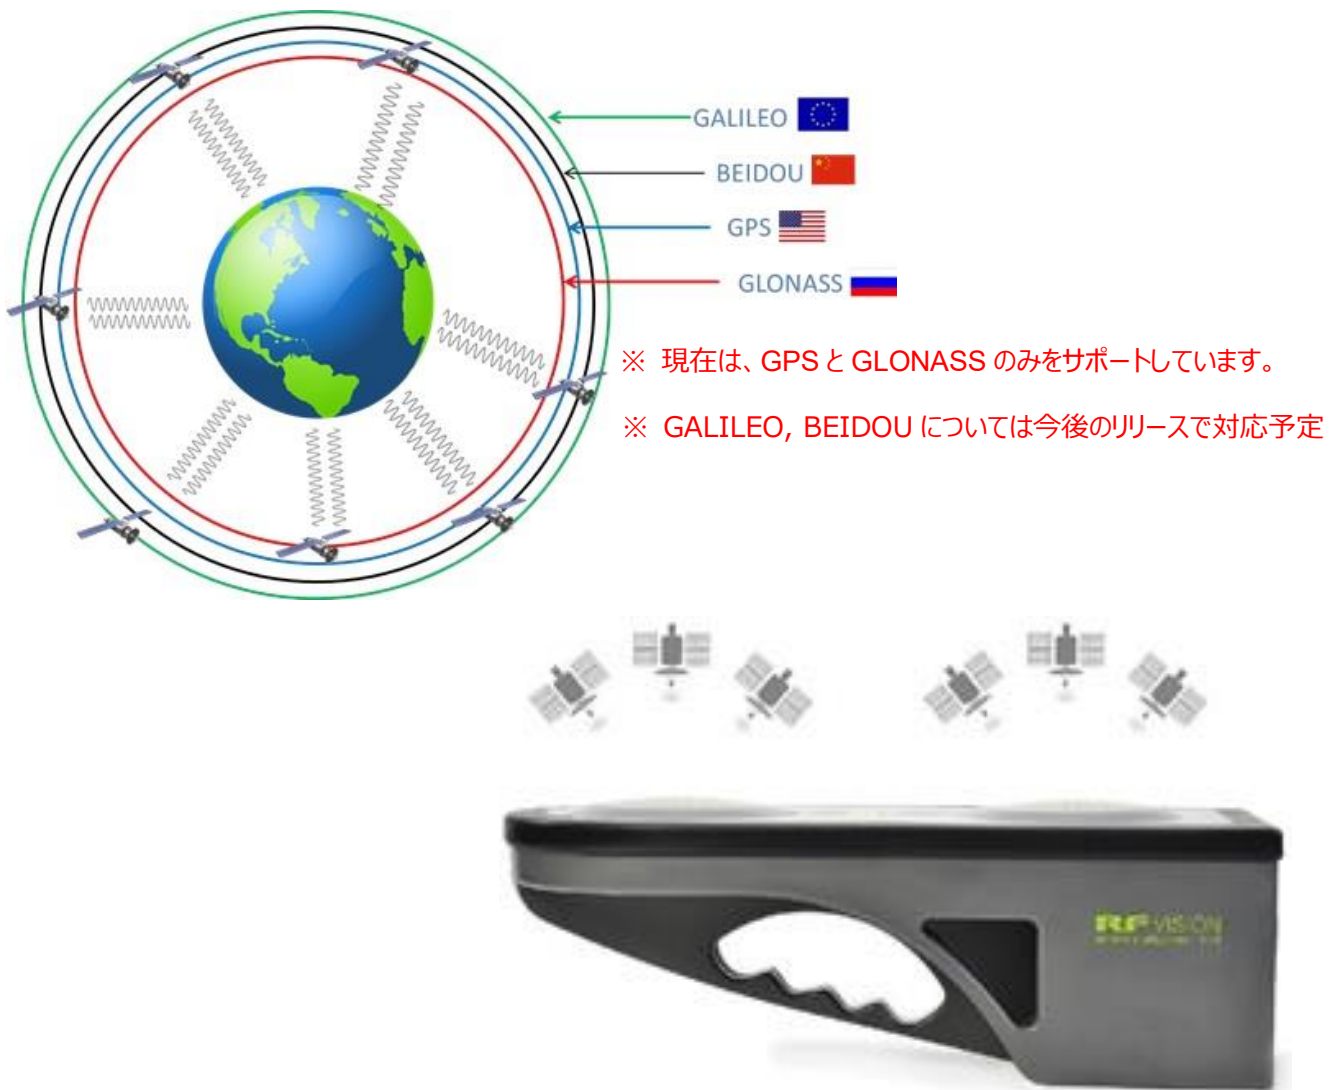 GALILEO
BEIDOU
GPS
GLONASS
※ 現在は、GPS と GLONASS のみをサポートしています。
※ GALILEO, BEIDOU については今後のリリースで対応予定
RF VISION